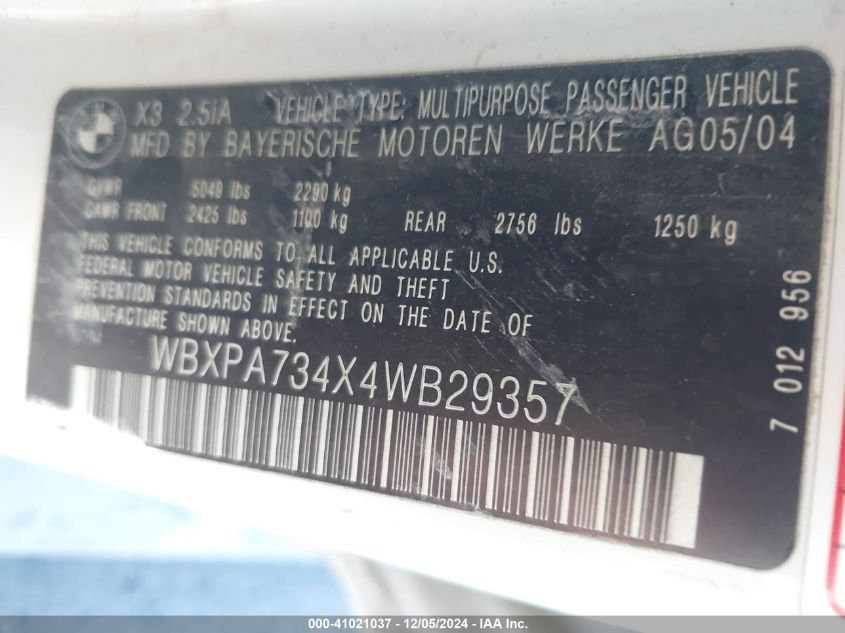 BMW
X3 2.5iA VEHICLE TYPE: MULTIPURPOSE PASSENGER VEHICLE
MFD BY BAYERISCHE MOTOREN WERKE AG05/04
GVWR 5049 lbs 2290 kg
GAWR FRONT 2425 lbs 1100 kg REAR 2756 lbs 1250 kg
THIS VEHICLE CONFORMS TO ALL APPLICABLE U.S.
FEDERAL MOTOR VEHICLE SAFETY AND THEFT
PREVENTION STANDARDS IN EFFECT ON THE DATE OF
MANUFACTURE SHOWN ABOVE.
WBXPA734X4WB29357
7 012 956
000-41021037 - 12/05/2024 - IAA Inc.